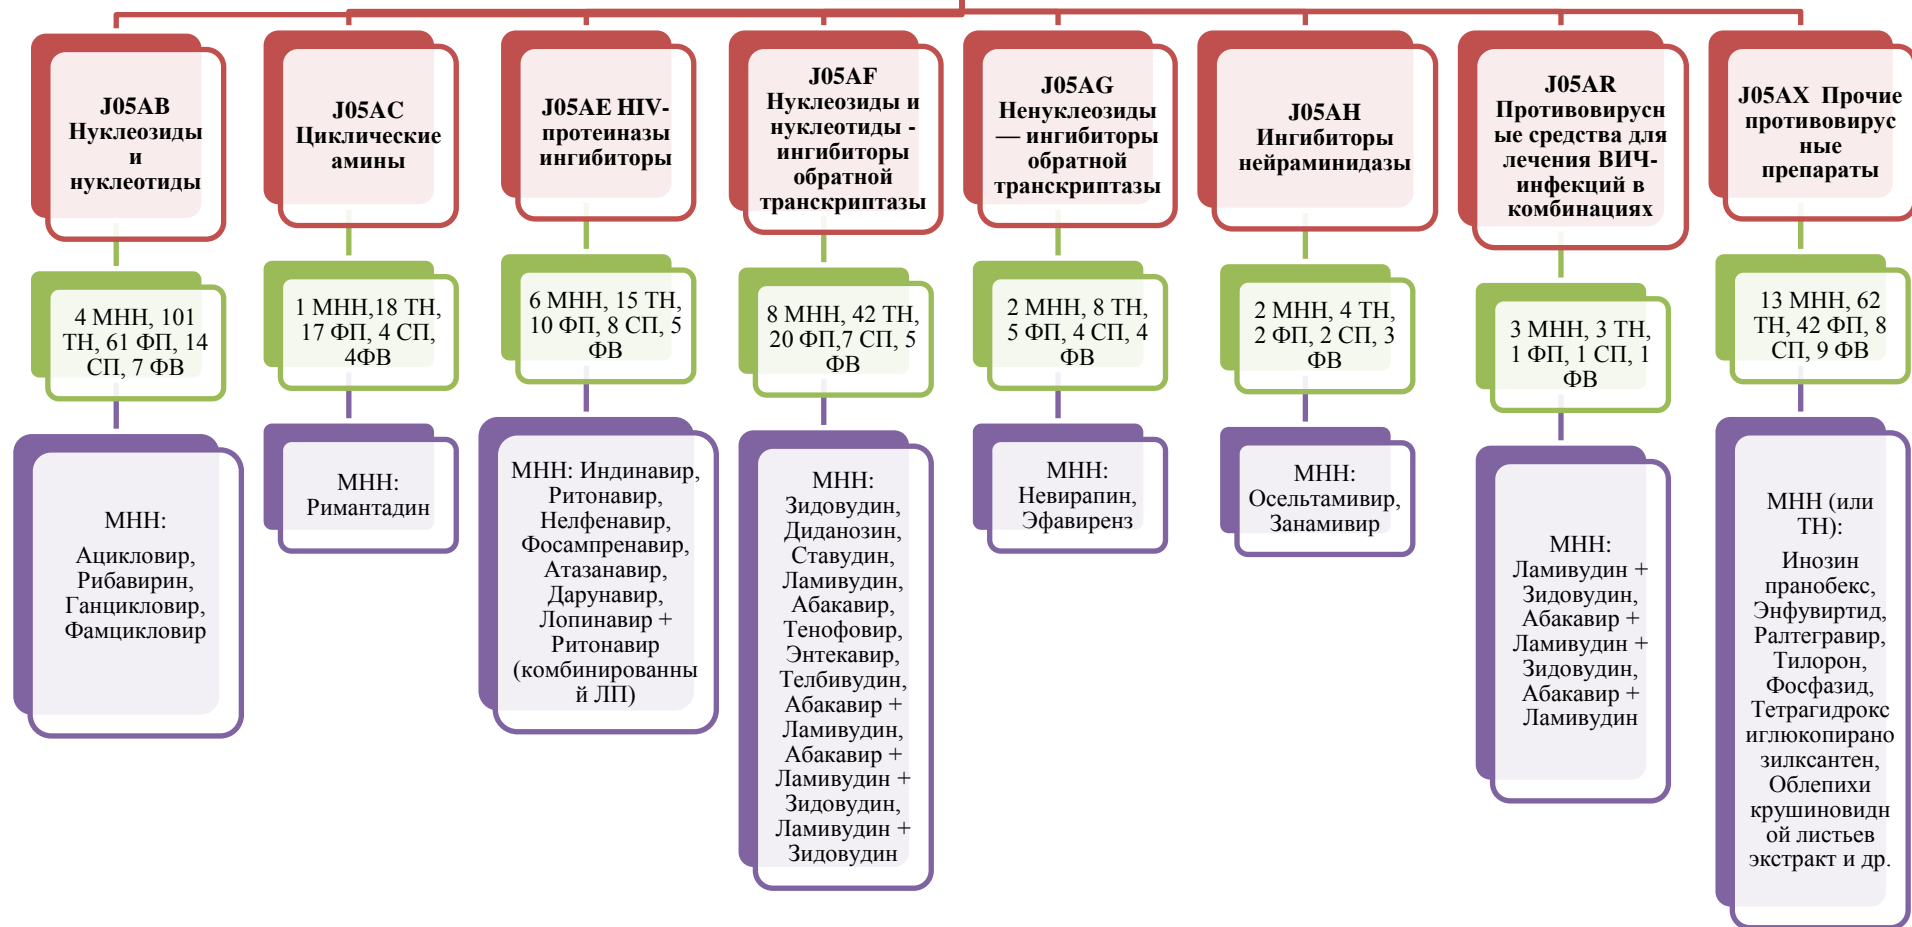 J05AB
Нуклеозиды
и
нуклеотиды
4 МНН, 101
ТН, 61 ФП, 14
СП, 7 ФВ
МНН:
Ацикловир,
Рибавирин,
Ганцикловир,
Фамцикловир
J05AC
Циклические
амины
1 МНН,18 ТН,
17 ФП, 4 СП,
4ФВ
МНН:
Римантадин
J05AE HIV-
протеиназы
ингибиторы
6 МНН, 15 ТН,
10 ФП, 8 СП, 5
ФВ
МНН: Индинавир,
Ритонавир,
Нелфенавир,
Фосампренавир,
Атазанавир,
Дарунавир,
Лопинавир +
Ритонавир
(комбинированны
й ЛП)
J05AF
Нуклеозиды и
нуклеотиды -
ингибиторы
обратной
транскриптазы
8 МНН, 42 ТН,
20 ФП,7 СП, 5
ФВ
МНН:
Зидовудин,
Диданозин,
Ставудин,
Ламивудин,
Абакавир,
Тенофовир,
Энтекавир,
Телбивудин,
Абакавир +
Ламивудин,
Абакавир +
Ламивудин +
Зидовудин,
Ламивудин +
Зидовудин
J05AG
Ненуклеозиды
— ингибиторы
обратной
транскриптазы
2 МНН, 8 ТН,
5 ФП, 4 СП, 4
ФВ
МНН:
Невирапин,
Эфавиренз
J05AH
Ингибиторы
нейраминидазы
2 МНН, 4 ТН,
2 ФП, 2 СП, 3
ФВ
МНН:
Осельтамивир,
Занамивир
J05AR
Противовирусн
ые средства для
лечения ВИЧ-
инфекций в
комбинациях
3 МНН, 3 ТН,
1 ФП, 1 СП, 1
ФВ
МНН:
Ламивудин +
Зидовудин,
Абакавир +
Ламивудин +
Зидовудин,
Абакавир +
Ламивудин
J05AX Прочие
противовирус
ные
препараты
13 МНН, 62
ТН, 42 ФП, 8
СП, 9 ФВ
МНН (или
ТН):
Инозин
пранобекс,
Энфувиртид,
Ралтегравир,
Тилорон,
Фосфазид,
Тетрагидрокс
иглюкопирано
зилксантен,
Облепихи
крушиновидн
ой листьев
экстракт и др.